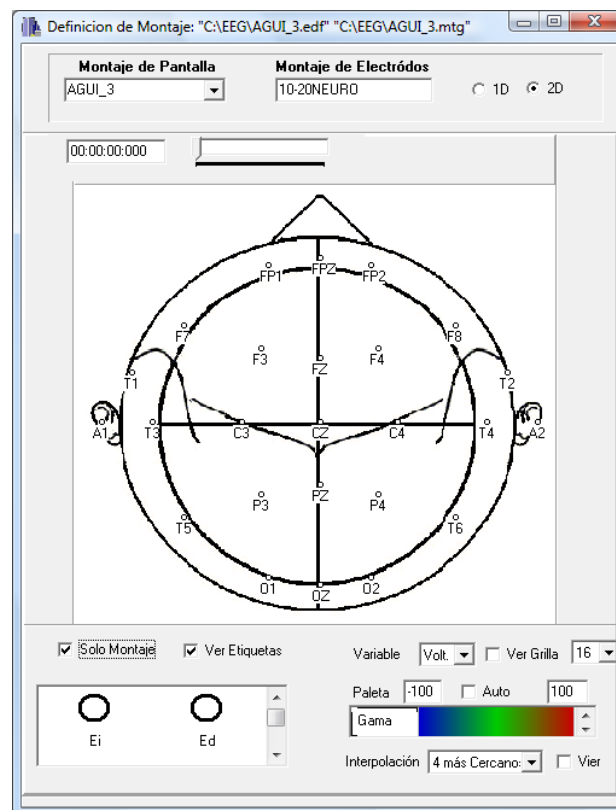 Definicion de Montaje: "C:\EEG\AGUI_3.edf" "C:\EEG\AGUI_3.mtg"
Montaje de Pantalla Montaje de Electródos
AGUI_3 10-20NEURO 1D 2D
00:00:00:000
FP1 FPZ FP2
F7 F8
F3 FZ F4
T1 T2
A1 T3 C3 CZ C4 T4 A2
P3 PZ P4
T5 T6
O1 OZ O2
Solo Montaje Ver Etiquetas Variable Volt. Ver Grilla 16
Paleta -100 Auto 100
Ei Ed Gama
Interpolación 4 más Cercano: Vier